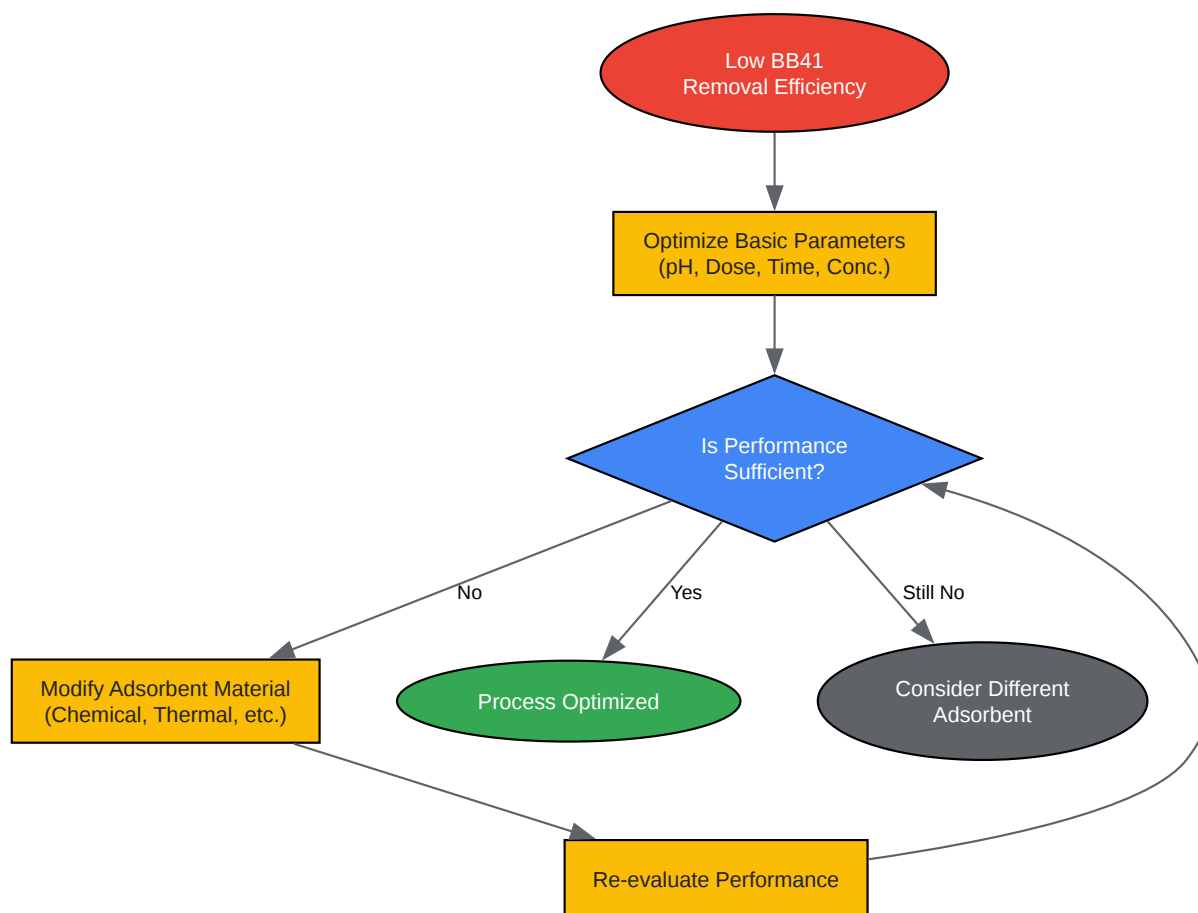 Low BB41
Removal Efficiency
Optimize Basic Parameters
(pH, Dose, Time, Conc.)
Is Performance
Sufficient?
No
Yes
Still No
Modify Adsorbent Material
(Chemical, Thermal, etc.)
Process Optimized
Consider Different
Adsorbent
Re-evaluate Performance